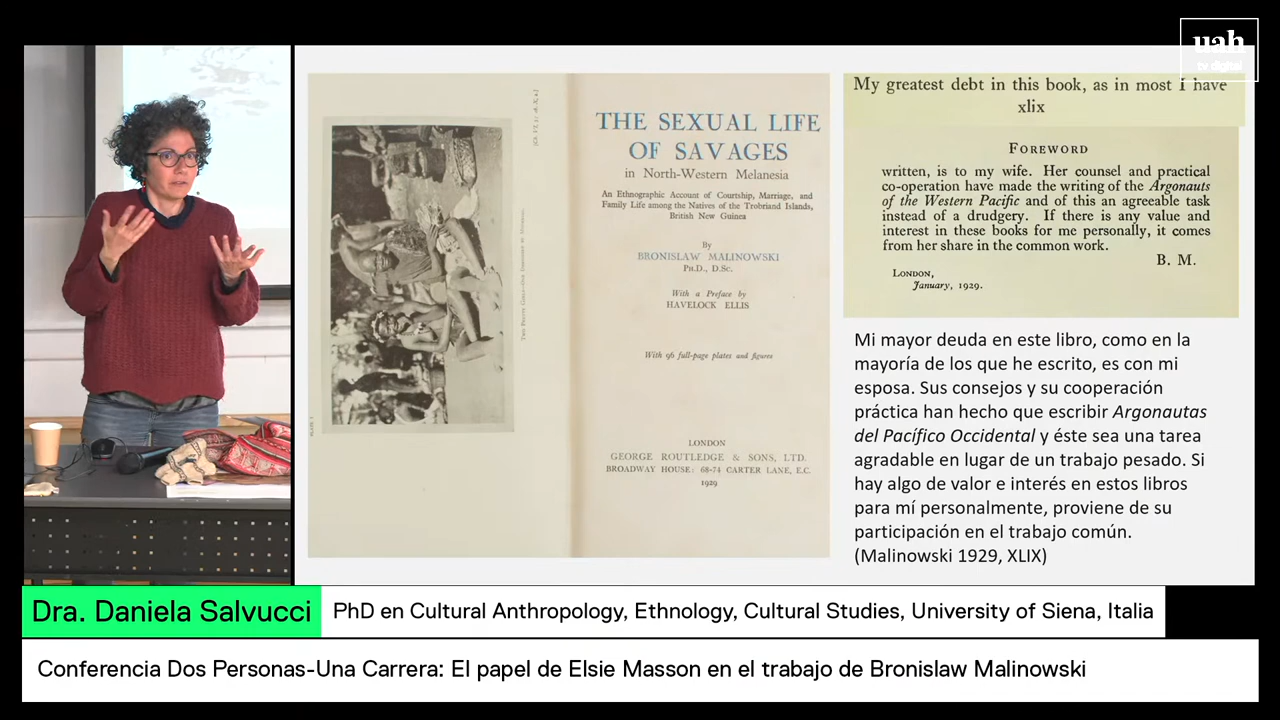 uah
tv digital
THE SEXUAL LIFE
OF SAVAGES
in North-Western Melanesia
An Ethnographic Account of Courtship, Marriage, and
Family Life among the Natives of the Trobriand Islands,
British New Guinea
By
BRONISLAW MALINOWSKI
PH.D., D.Sc.
With a Preface by
HAVELOCK ELLIS
With 96 full-page plates and figures
LONDON
GEORGE ROUTLEDGE & SONS, LTD.
BROADWAY HOUSE: 68-74 CARTER LANE, E.C.
1929
My greatest debt in this book, as in most I have
xlix
FOREWORD
written, is to my wife. Her counsel and practical
co-operation have made the writing of the Argonauts
of the Western Pacific and of this an agreeable task
instead of a drudgery. If there is any value and
interest in these books for me personally, it comes
from her share in the common work.
B. M.
LONDON,
January, 1929.
Mi mayor deuda en este libro, como en la
mayoría de los que he escrito, es con mi
esposa. Sus consejos y su cooperación
práctica han hecho que escribir Argonautas
del Pacífico Occidental y éste sea una tarea
agradable en lugar de un trabajo pesado. Si
hay algo de valor e interés en estos libros
para mí personalmente, proviene de su
participación en el trabajo común.
(Malinowski 1929, XLIX)
Dra. Daniela Salvucci
PhD en Cultural Anthropology, Ethnology, Cultural Studies, University of Siena, Italia
Conferencia Dos Personas-Una Carrera: El papel de Elsie Masson en el trabajo de Bronislaw Malinowski